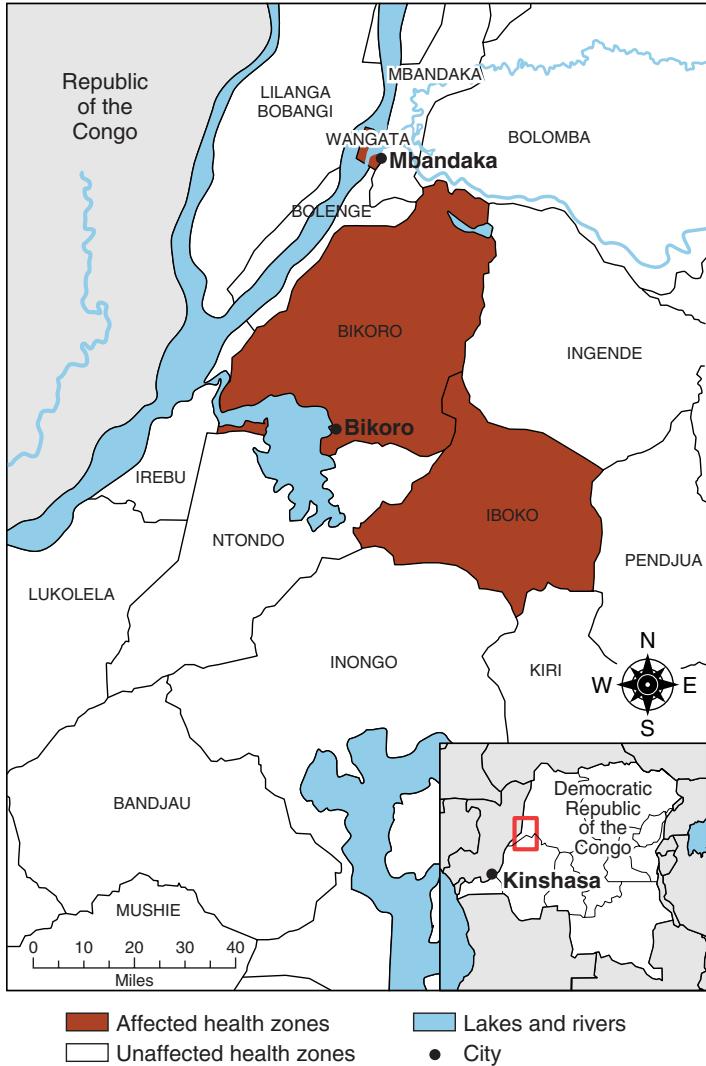 Republic
of the
Congo
LILANGA
BOBANGI
MBANDAKA
WANGATA
Mbandaka
BOLOMBA
BOLENGE
BIKORO
INGENDE
Bikoro
IREBU
IBOKO
NTONDO
PENDJUA
LUKOLELA
INONGO
KIRI
N
W
E
S
BANDJAU
MUSHIE
0 10 20 30 40
Miles
Democratic
Republic
of the
Congo
Kinshasa
Affected health zones
Lakes and rivers
Unaffected health zones
City